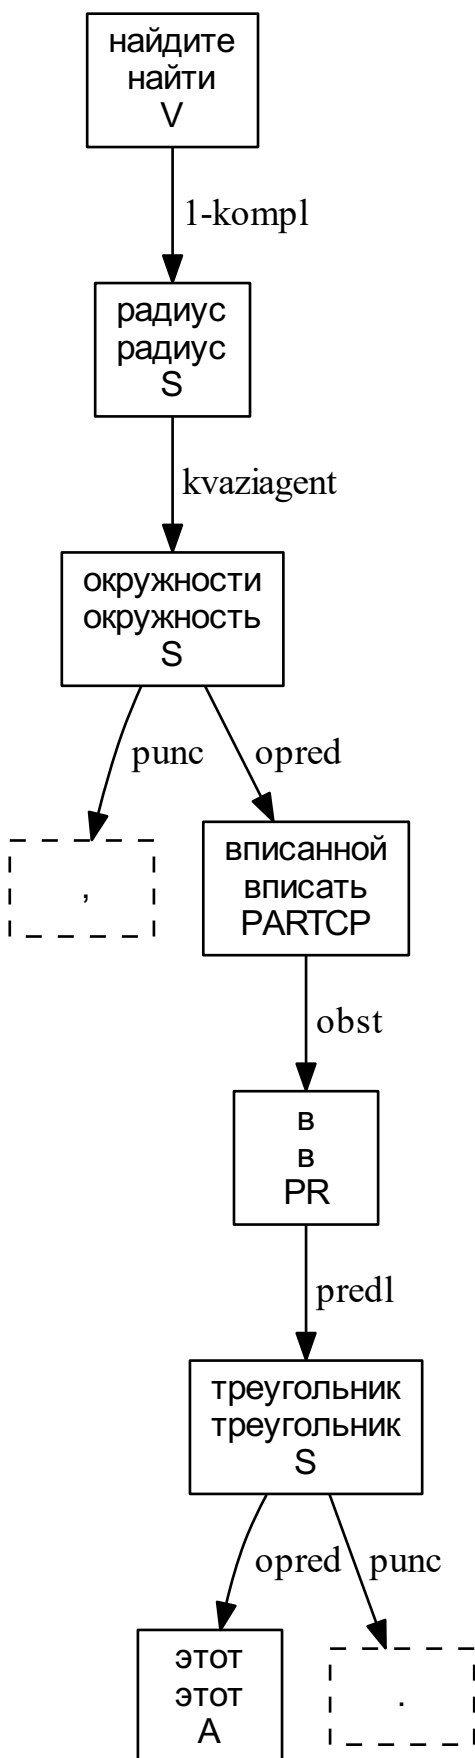 найдите
найти
V
1-kompl
радиус
радиус
S
kvaziagent
окружности
окружность
S
punc
opred
,
вписанной
вписать
PARTCP
obst
в
в
PR
predl
треугольник
треугольник
S
opred
punc
этот
этот
A
.